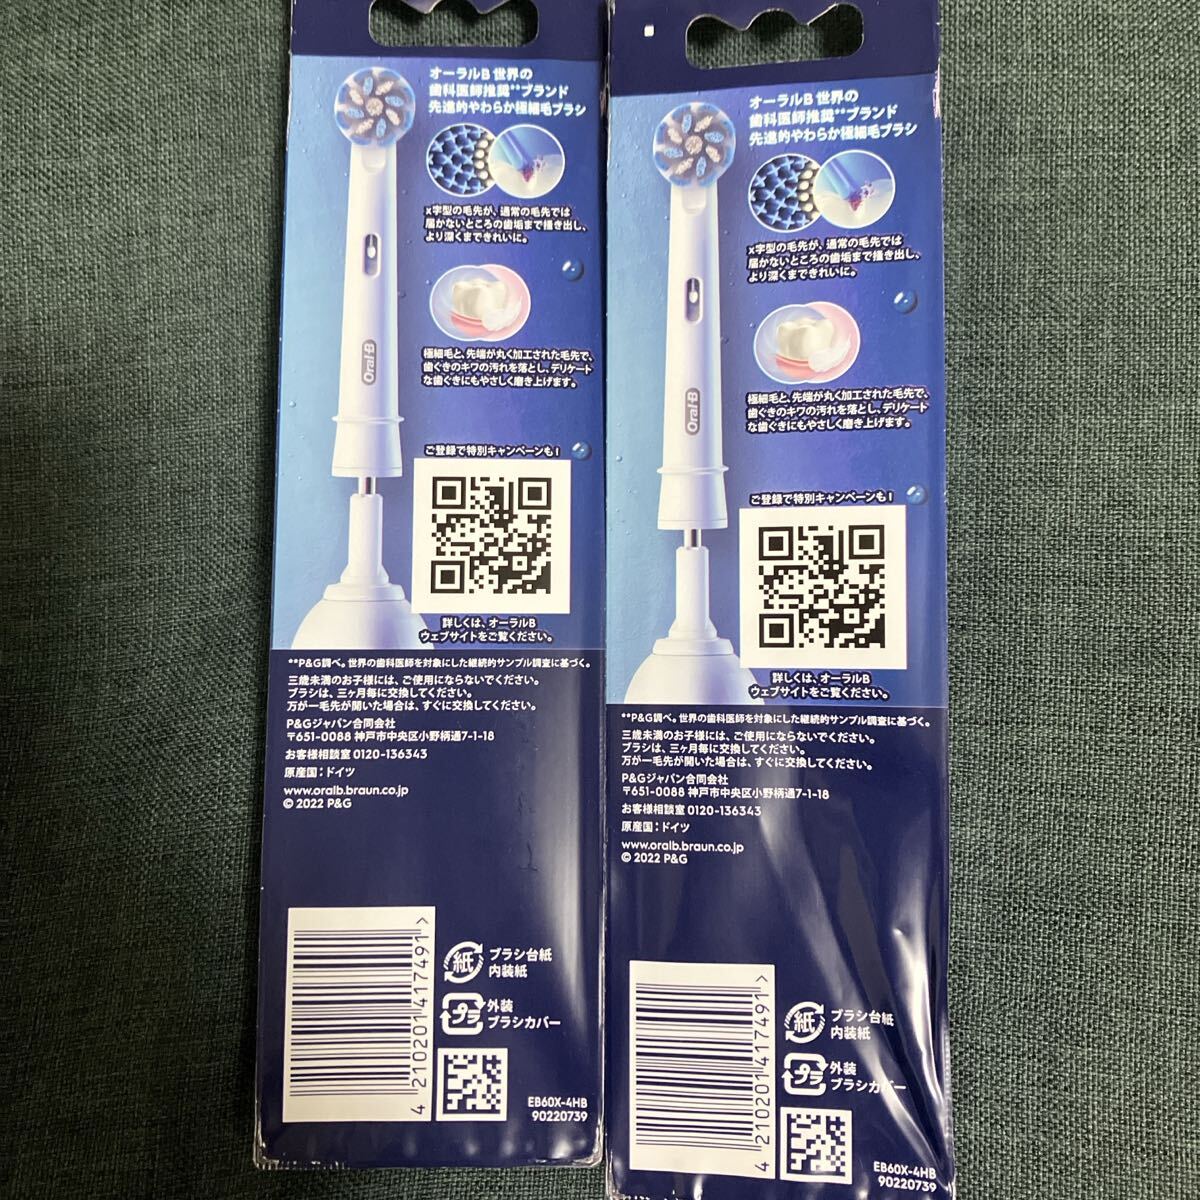 オーラルB 世界の
歯科医師推奨**ブランド
先進的やわらか極細毛ブラシ
x字型の毛先が、通常の毛先では
届かないところの歯垢まで掻き出し、
より深くまできれいに。
極細毛と、先端が丸く加工された毛先で、
歯ぐきのキワの汚れを落とし、デリケート
な歯ぐきにもやさしく磨き上げます。
Oral-B
ご登録で特別キャンペーンも!
詳しくは、オーラルB
ウェブサイトをご覧ください。
**P&G調べ。世界の歯科医師を対象にした継続的サンプル調査に基づく。
三歳未満のお子様には、ご使用にならないでください。
ブラシは、三ヶ月毎に交換してください。
万が一毛先が開いた場合は、すぐに交換してください。
P&Gジャパン合同会社
〒651-0088 神戸市中央区小野柄通7-1-18
お客様相談室 0120-136343
原産国:ドイツ
www.oralb.braun.co.jp
© 2022 P&G
4 210201 417491 >
紙
ブラシ台紙
内装紙
プラ
外装
ブラシカバー
EB60X-4HB
90220739
オーラルB 世界の
歯科医師推奨**ブランド
先進的やわらか極細毛ブラシ
x字型の毛先が、通常の毛先では
届かないところの歯垢まで掻き出し、
より深くまできれいに。
極細毛と、先端が丸く加工された毛先で、
歯ぐきのキワの汚れを落とし、デリケート
な歯ぐきにもやさしく磨き上げます。
Oral-B
ご登録で特別キャンペーンも!
詳しくは、オーラルB
ウェブサイトをご覧ください。
**P&G調べ。世界の歯科医師を対象にした継続的サンプル調査に基づく。
三歳未満のお子様には、ご使用にならないでください。
ブラシは、三ヶ月毎に交換してください。
万が一毛先が開いた場合は、すぐに交換してください。
P&Gジャパン合同会社
〒651-0088 神戸市中央区小野柄通7-1-18
お客様相談室 0120-136343
原産国:ドイツ
www.oralb.braun.co.jp
© 2022 P&G
4 210201 417491 >
紙
ブラシ台紙
内装紙
プラ
外装
ブラシカバー
EB60X-4HB
90220739